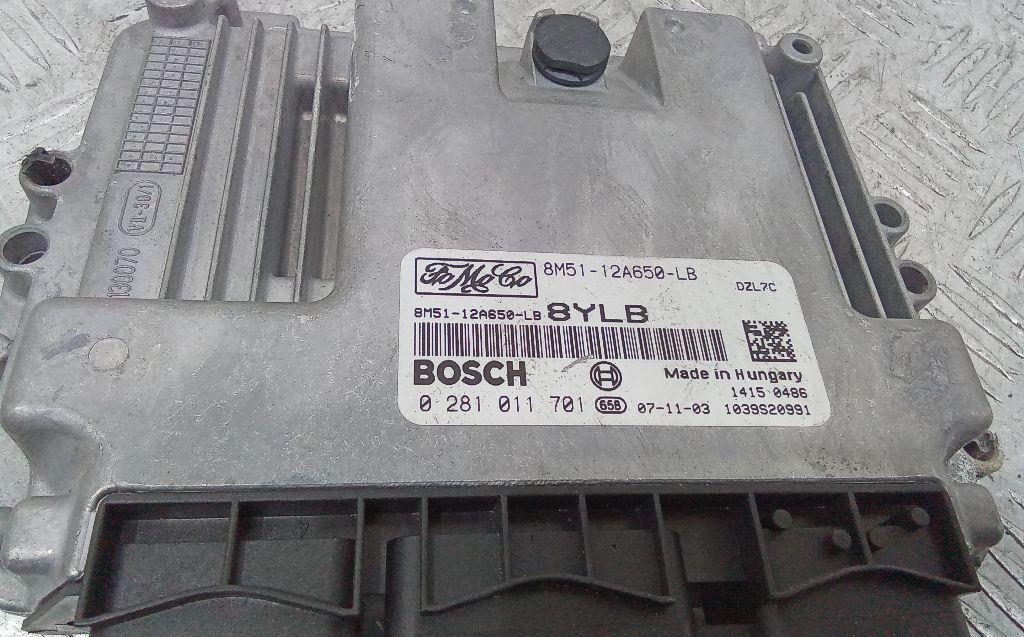 FoMoCo 8M51-12A650-LB
DZL7C
8M51-12A650-LB 8YLB
BOSCH
Made in Hungary
1415 0486
0 281 011 701 658 07-11-03 1039S20991
130070